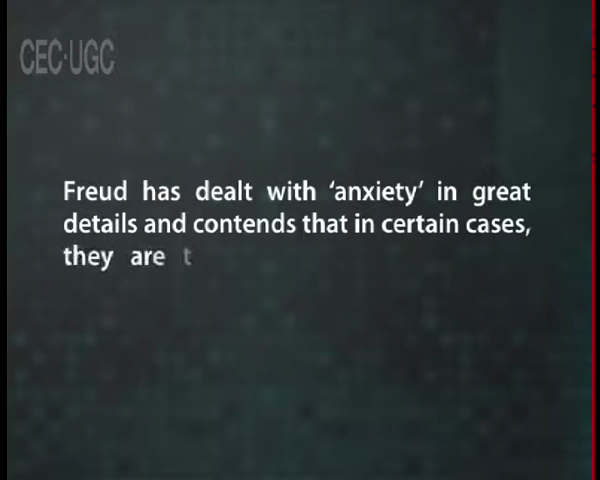 CEC-UGC
Freud has dealt with ‘anxiety’ in great
details and contends that in certain cases,
they are t